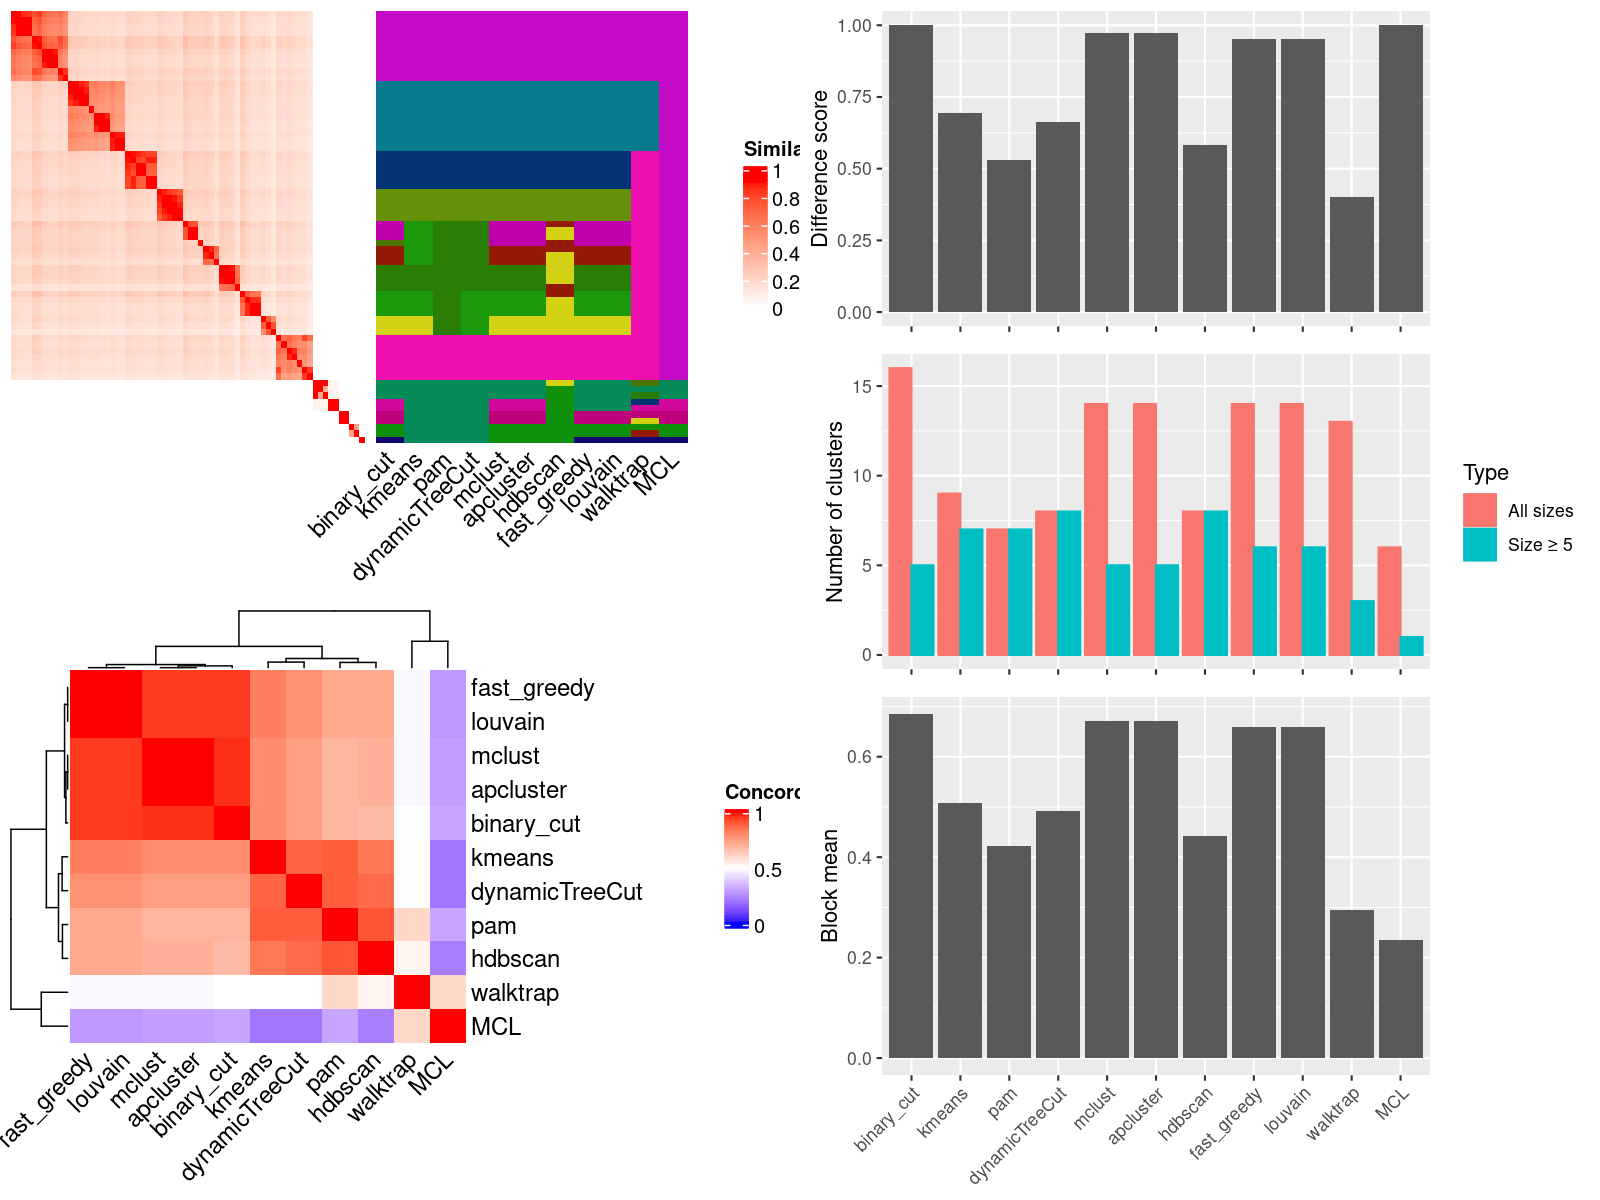 Simila
1
0.8
0.6
0.4
0.2
0
binary_cut
kmeans
pam
dynamicTreeCut
mclust
apcluster
hdbscan
fast_greedy
louvain
walktrap
MCL
fast_greedy
louvain
mclust
apcluster
binary_cut
kmeans
dynamicTreeCut
pam
hdbscan
walktrap
MCL
fast_greedy
louvain
mclust
apcluster
binary_cut
kmeans
dynamicTreeCut
pam
hdbscan
walktrap
MCL
Concord
1
0.5
0
Difference score
1.00
0.75
0.50
0.25
0.00
Number of clusters
15
10
5
0
Type
All sizes
Size ≥ 5
Block mean
0.6
0.4
0.2
0.0
binary_cut
kmeans
pam
dynamicTreeCut
mclust
apcluster
hdbscan
fast_greedy
louvain
walktrap
MCL